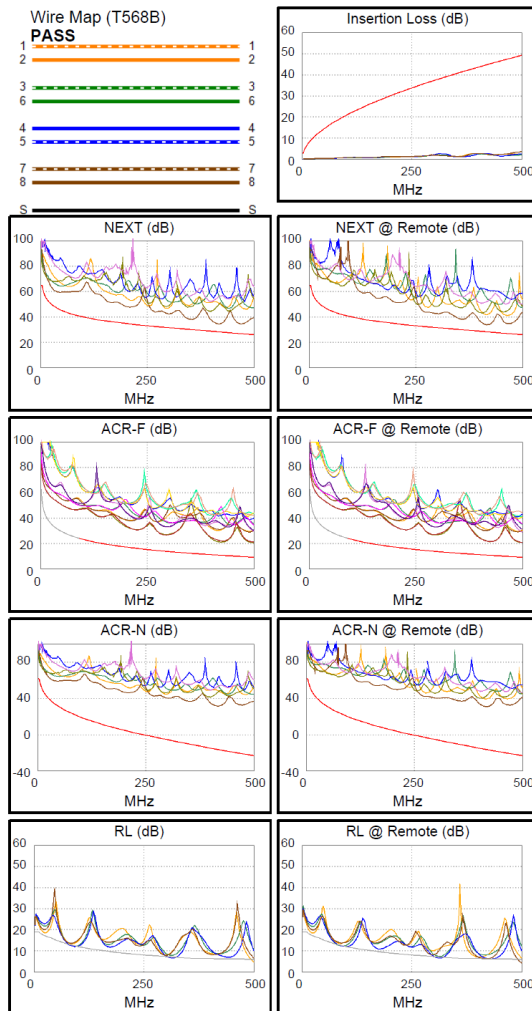 Wire Map (T568B)
PASS
1 1
2 2
3 3
6 6
4 4
5 5
7 7
8 8
S S
Insertion Loss (dB)
60
50
40
30
20
10
0
0 250 500
MHz
NEXT (dB)
100
80
60
40
20
0
0 250 500
MHz
NEXT @ Remote (dB)
100
80
60
40
20
0
0 250 500
MHz
ACR-F (dB)
100
80
60
40
20
0
0 250 500
MHz
ACR-F @ Remote (dB)
100
80
60
40
20
0
0 250 500
MHz
ACR-N (dB)
80
40
0
-40
0 250 500
MHz
ACR-N @ Remote (dB)
80
40
0
-40
0 250 500
MHz
RL (dB)
60
50
40
30
20
10
0
0 250 500
MHz
RL @ Remote (dB)
60
50
40
30
20
10
0
0 250 500
MHz